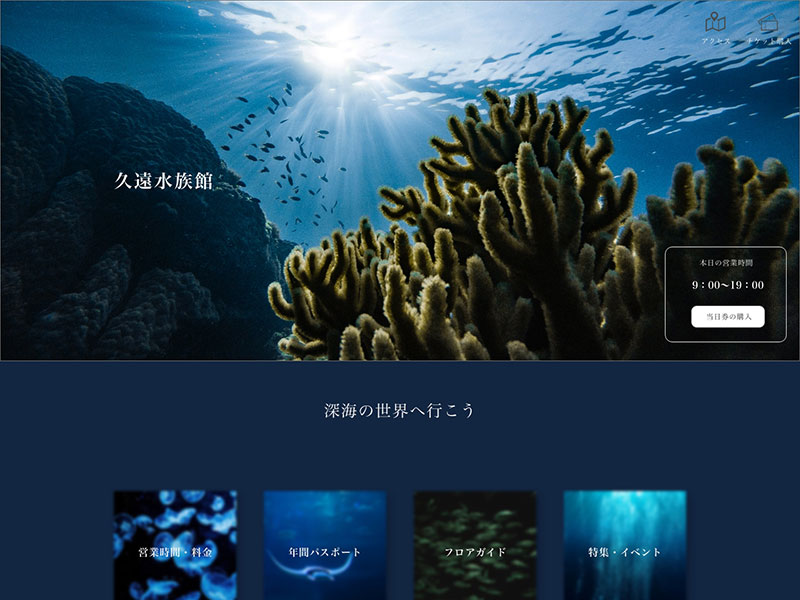 アクセス
チケット購入
久遠水族館
本日の営業時間
9：00〜19：00
当日券の購入
深海の世界へ行こう
営業時間・料金
年間パスポート
フロアガイド
特集・イベント